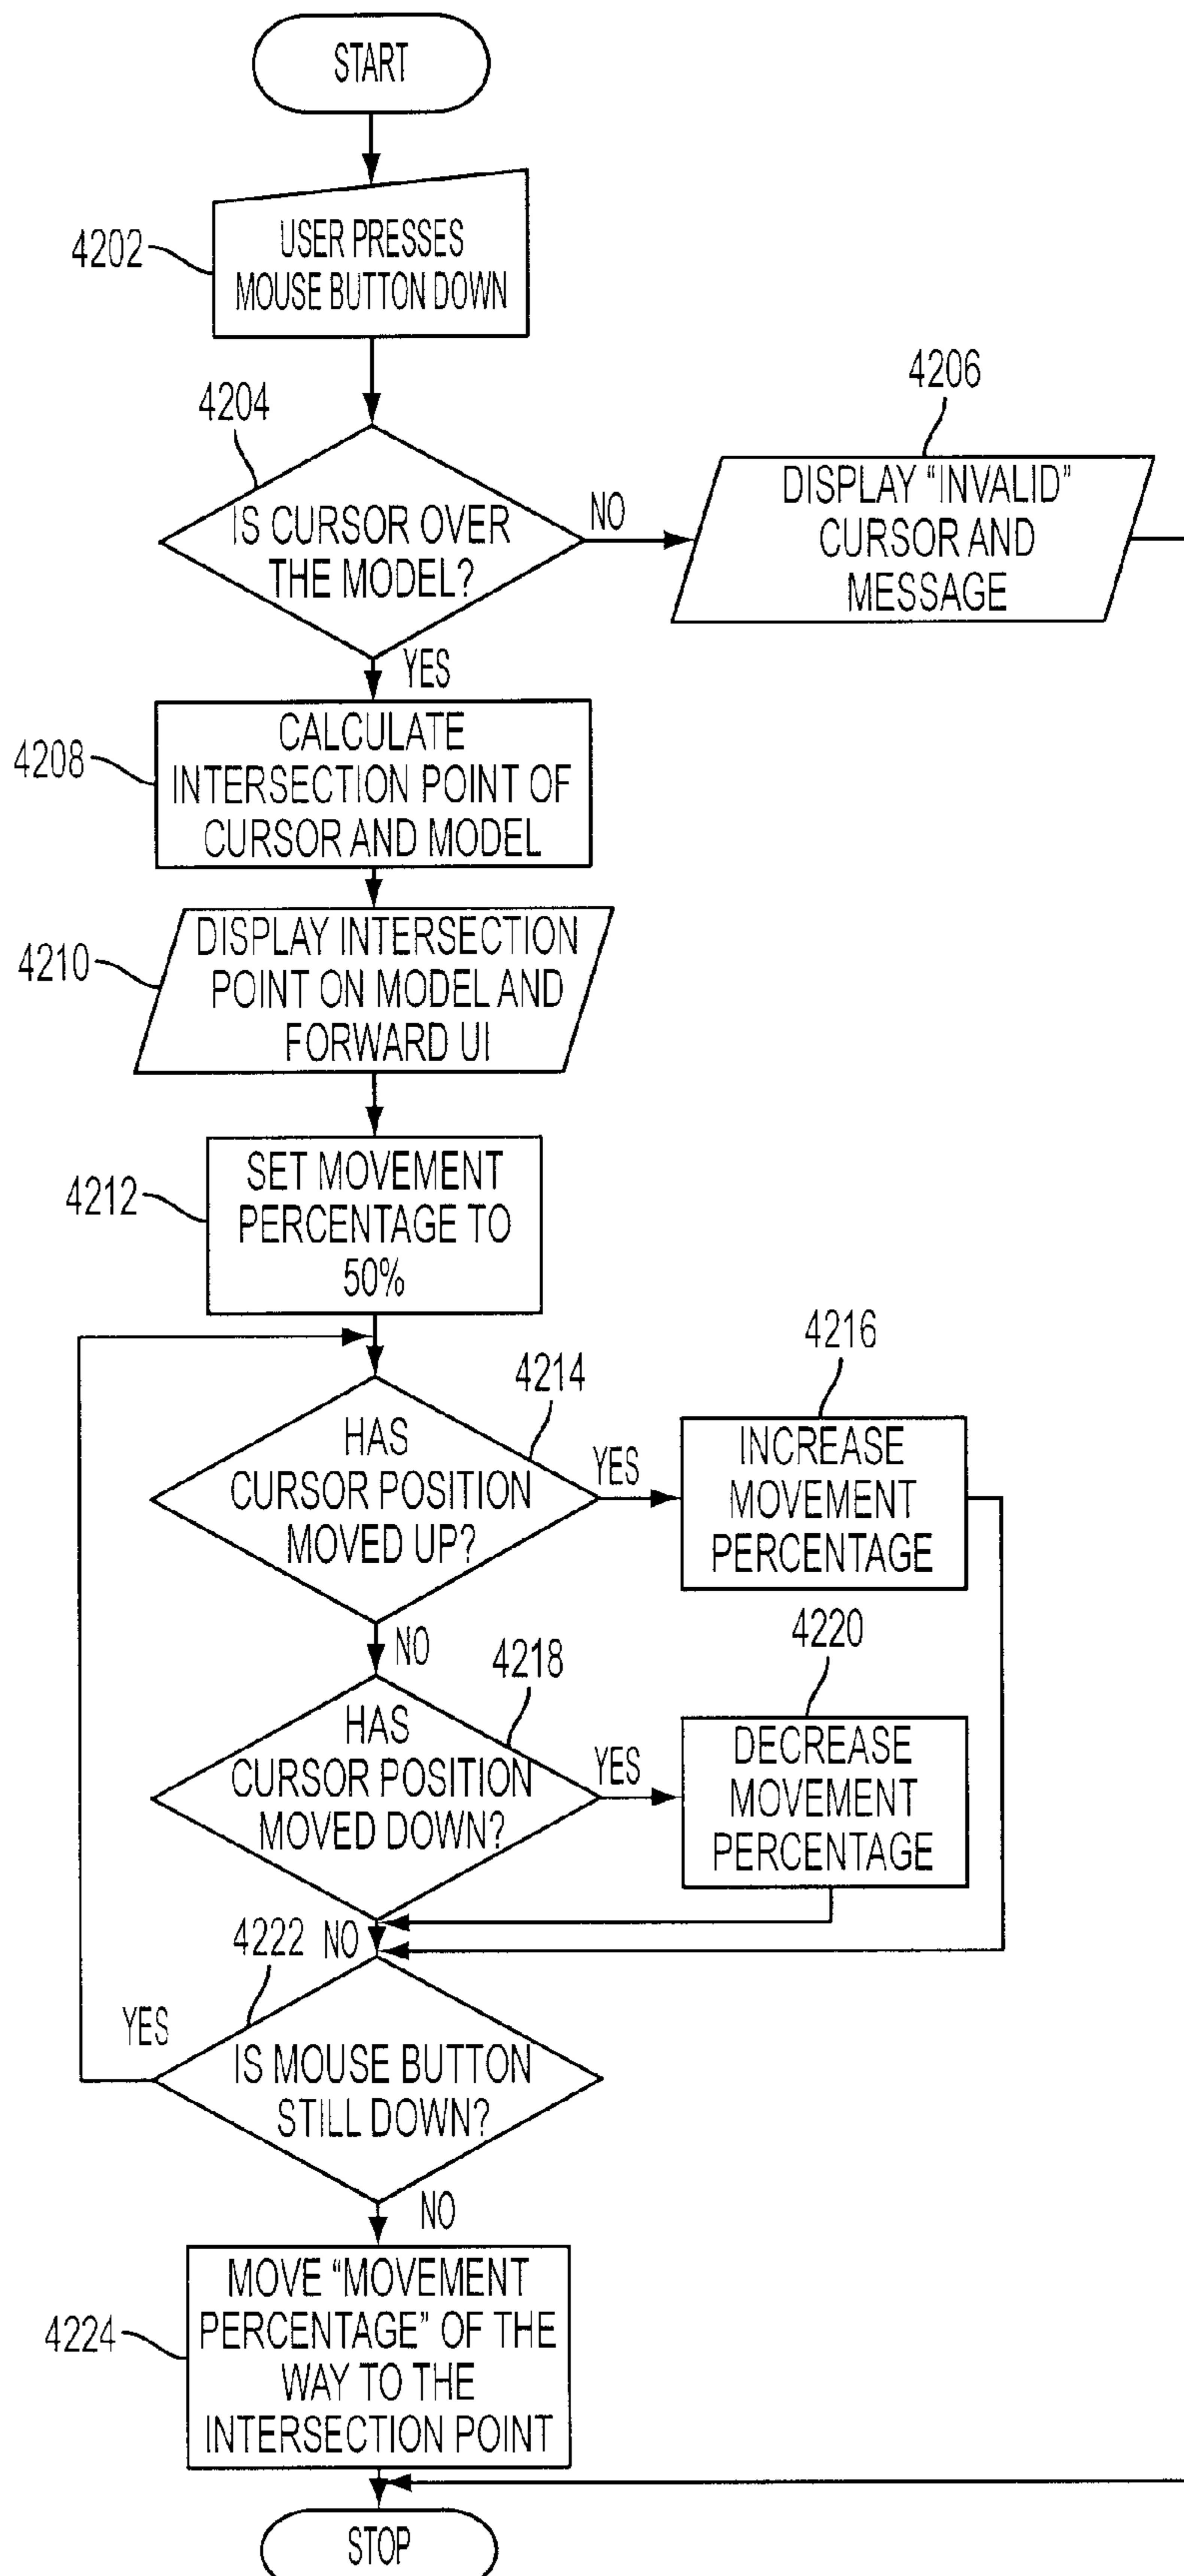 START
4202
USER PRESSES
MOUSE BUTTON DOWN
4204
IS CURSOR OVER
THE MODEL?
NO
4206
DISPLAY “INVALID”
CURSOR AND
MESSAGE
YES
4208
CALCULATE
INTERSECTION POINT OF
CURSOR AND MODEL
4210
DISPLAY INTERSECTION
POINT ON MODEL AND
FORWARD UI
4212
SET MOVEMENT
PERCENTAGE TO
50%
4214
HAS
CURSOR POSITION
MOVED UP?
YES
4216
INCREASE
MOVEMENT
PERCENTAGE
NO
4218
HAS
CURSOR POSITION
MOVED DOWN?
YES
4220
DECREASE
MOVEMENT
PERCENTAGE
NO
4222
IS MOUSE BUTTON
STILL DOWN?
YES
NO
4224
MOVE “MOVEMENT
PERCENTAGE” OF THE
WAY TO THE
INTERSECTION POINT
STOP